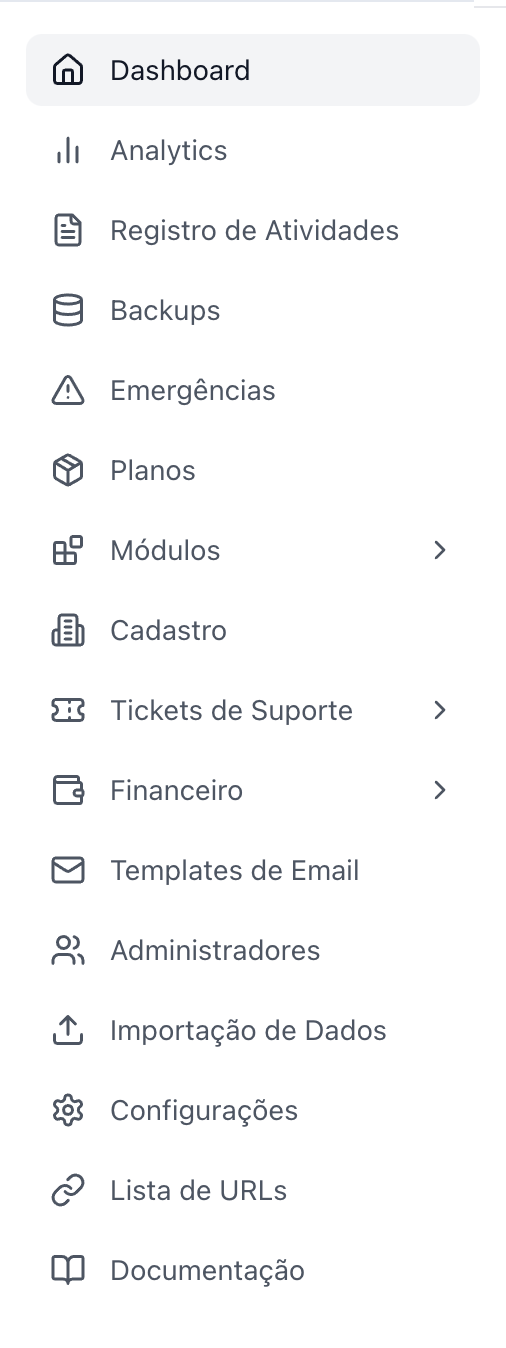 Dashboard
Analytics
Registro de Atividades
Backups
Emergências
Planos
Módulos
Cadastro
Tickets de Suporte
Financeiro
Templates de Email
Administradores
Importação de Dados
Configurações
Lista de URLs
Documentação